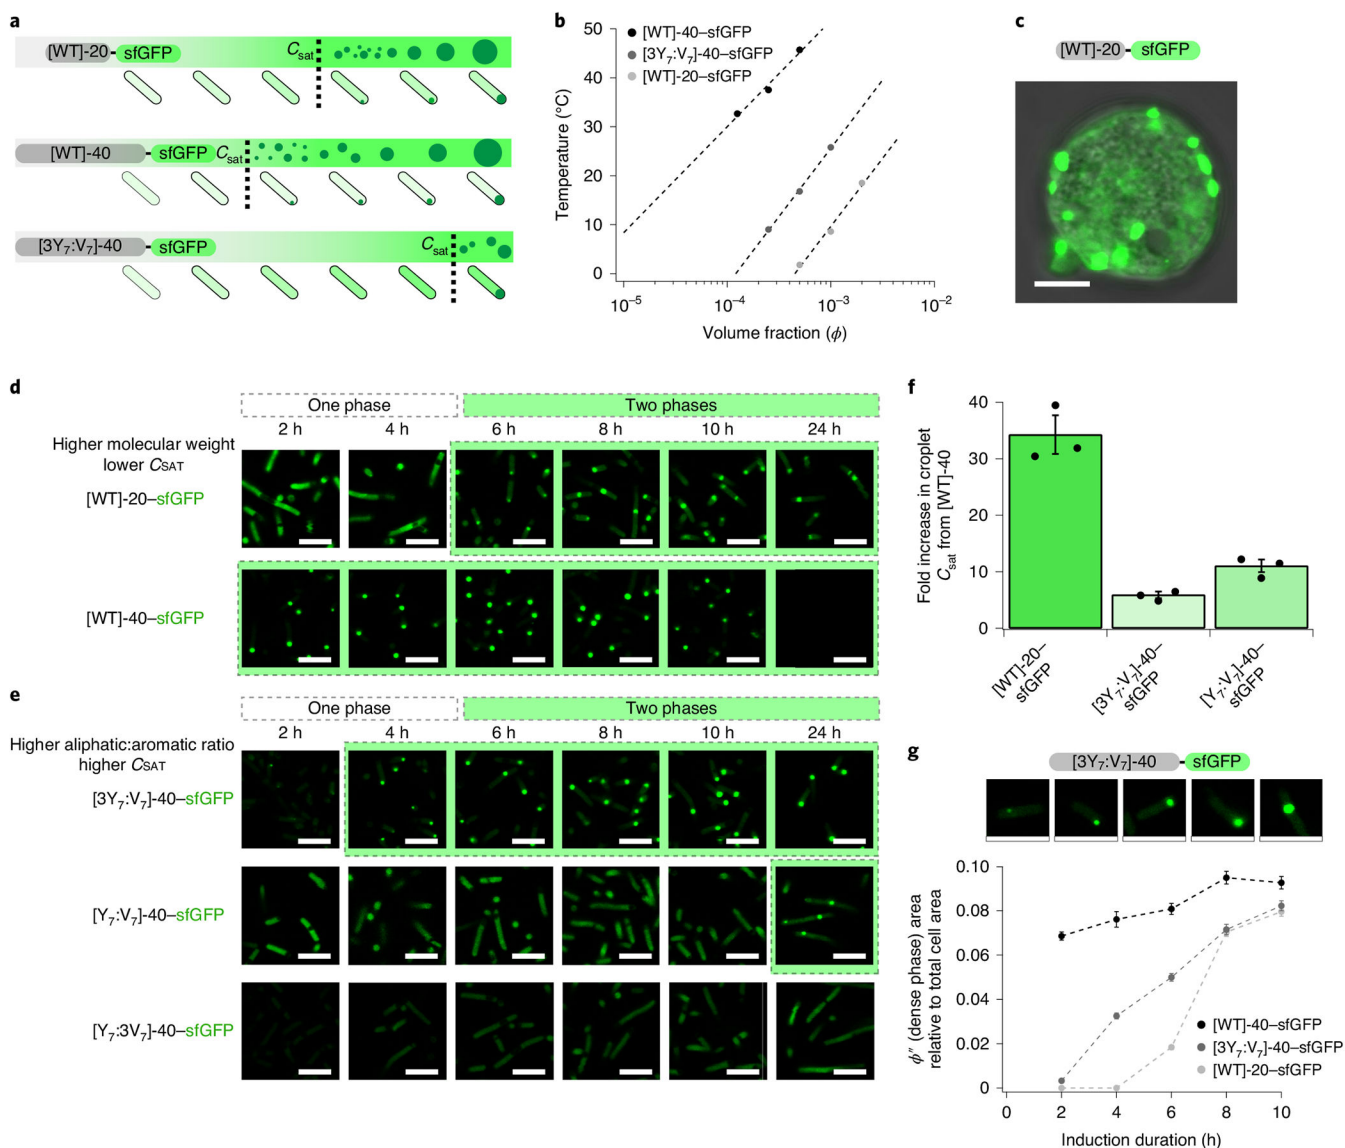 a
[WT]-20
sfGFP
Csat
[WT]-40
sfGFP
Csat
[3Y7:V7]-40
sfGFP
Csat
b
50
40
30
20
10
0
Temperature (°C)
[WT]-40–sfGFP
[3Y7:V7]-40–sfGFP
[WT]-20–sfGFP
10−5
10−4
10−3
10−2
Volume fraction (ϕ)
c
[WT]-20
sfGFP
d
One phase
Two phases
2 h
4 h
6 h
8 h
10 h
24 h
Higher molecular weight
lower CSAT
[WT]-20–sfGFP
[WT]-40–sfGFP
e
One phase
Two phases
2 h
4 h
6 h
8 h
10 h
24 h
Higher aliphatic:aromatic ratio
higher CSAT
[3Y7:V7]-40–sfGFP
[Y7:V7]-40–sfGFP
[Y7:3V7]-40–sfGFP
f
40
30
20
10
0
Fold increase in croplet
Csat from [WT]-40
[WT]-20–
sfGFP
[3Y7:V7]-40–
sfGFP
[Y7:V7]-40–
sfGFP
g
[3Y7:V7]-40
sfGFP
0.10
0.08
0.06
0.04
0.02
0
ϕ″ (dense phase) area
relative to total cell area
[WT]-40–sfGFP
[3Y7:V7]-40–sfGFP
[WT]-20–sfGFP
0
2
4
6
8
10
Induction duration (h)